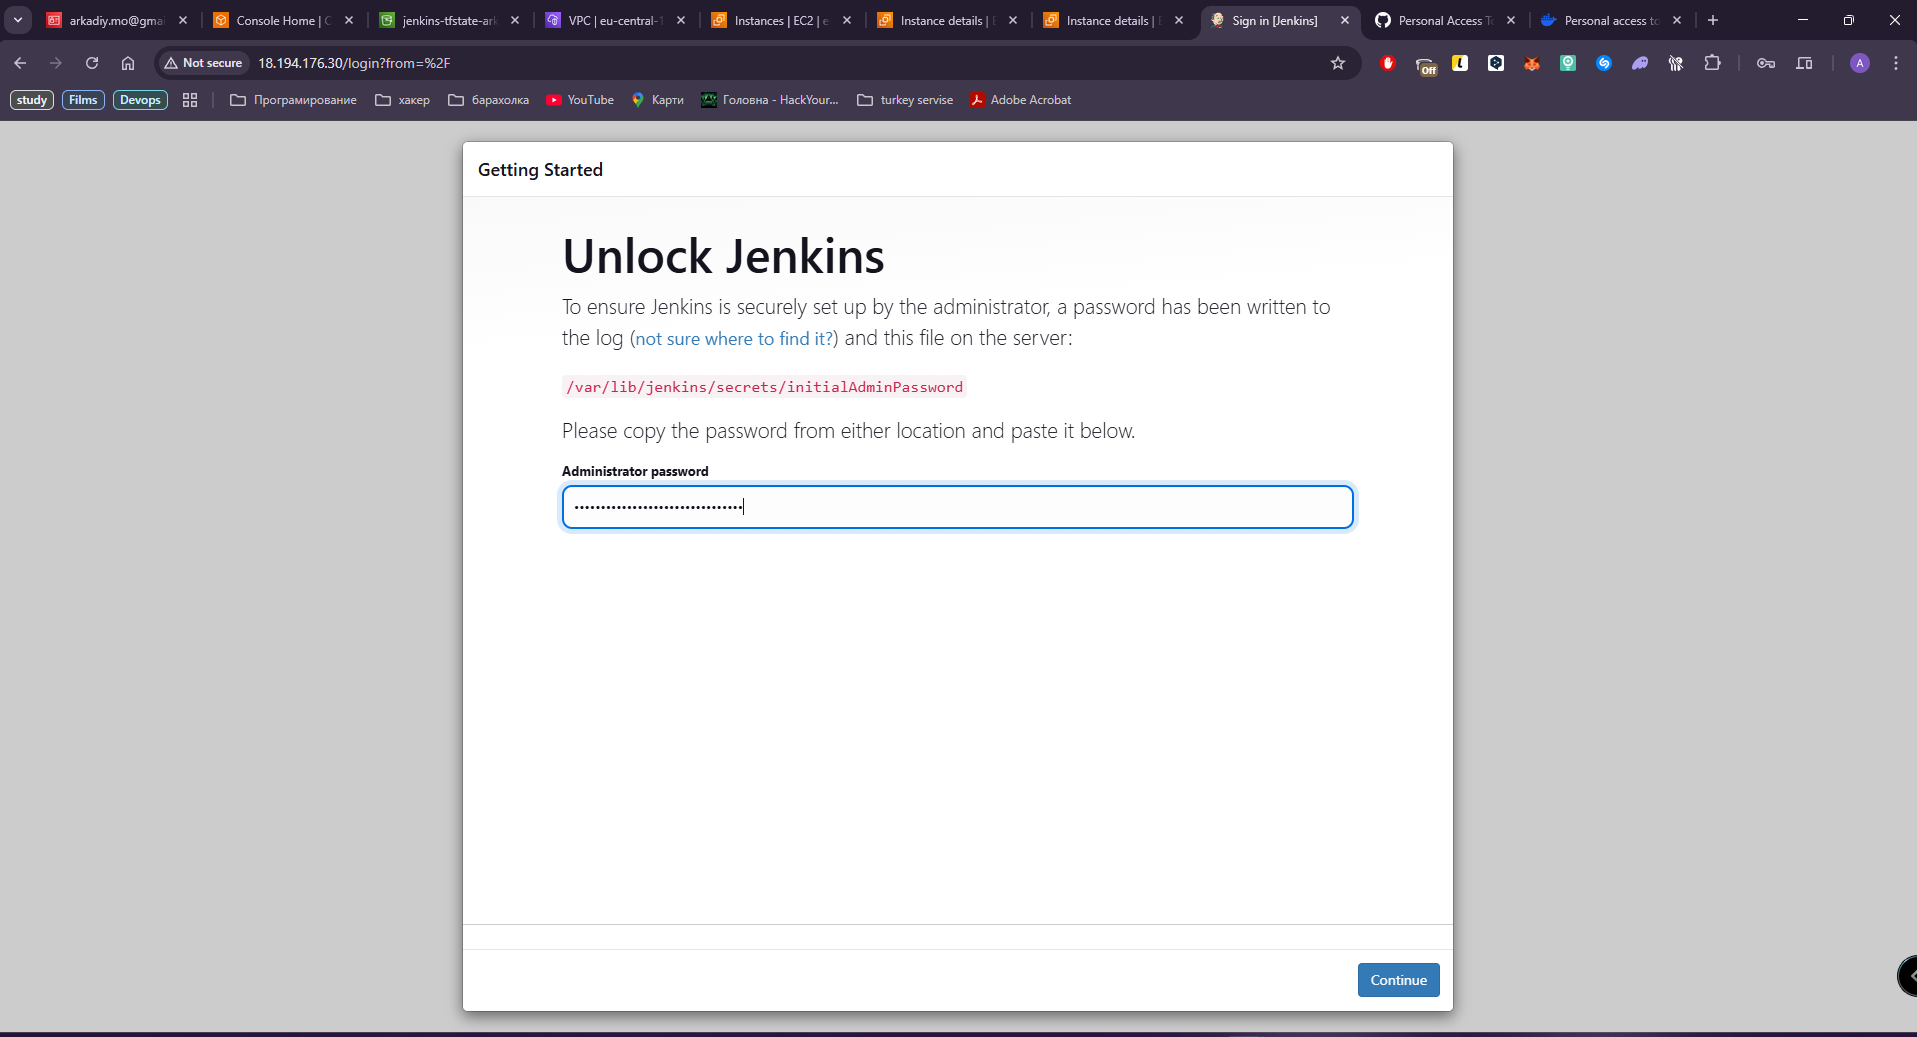 arkadiy.mo@gmai
Console Home | C
jenkins-tfstate-ark
VPC | eu-central-1
Instances | EC2 | e
Instance details | E
Instance details | E
Sign in [Jenkins]
Personal Access To
Personal access to
Not secure
18.194.176.30/login?from=%2F
Off
A
study
Films
Devops
Програмирование
хакер
барахолка
YouTube
Карти
Головна - HackYour...
turkey servise
Adobe Acrobat
Getting Started
Unlock Jenkins
To ensure Jenkins is securely set up by the administrator, a password has been written to
the log (not sure where to find it?) and this file on the server:
/var/lib/jenkins/secrets/initialAdminPassword
Please copy the password from either location and paste it below.
Administrator password
Continue